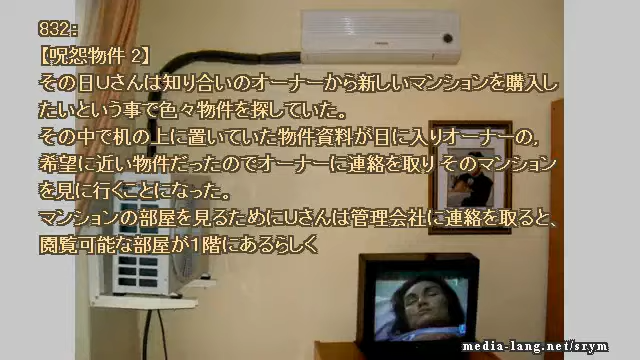 832:
【呪怨物件 2】
その日Uさんは知り合いのオーナーから新しいマンションを購入し
たいという事で色々物件を探していた。
その中で机の上に置いていた物件資料が目に入りオーナーの,
希望に近い物件だったのでオーナーに連絡を取り そのマンション
を見に行くことになった。
マンションの部屋を見るためにUさんは管理会社に連絡を取ると、
閲覧可能な部屋が1階にあるらしく
media-lang.net/srym